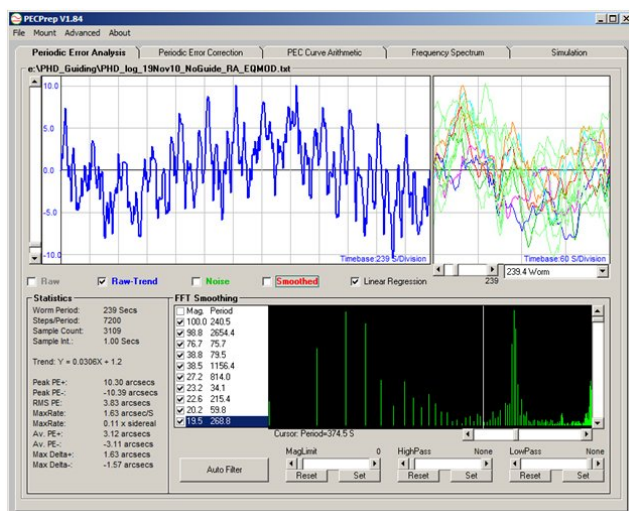 PECPrep V1.84
File Mount Advanced About
Periodic Error Analysis Periodic Error Correction PEC Curve Arithmetic Frequency Spectrum Simulation
e:\PHD_Guiding\PHD_log_19Nov10_NoGuide_RA_EQMOD.txt
10.0
5.0
0.0
-5.0
-10.0
Timebase:239 S/Division Timebase:60 S/Division
Raw Raw-Trend Noise Smoothed Linear Regression 239 239.4 Worm
Statistics
Worm Period: 239 Secs
Steps/Period: 7200
Sample Count: 3109
Sample Int.: 1.00 Secs
Trend: Y = 0.0306X + 1.2
Peak PE+: 10.30 arcsecs
Peak PE-: -10.39 arcsecs
RMS PE: 3.83 arcsecs
MaxRate: 1.63 arcsec/S
MaxRate: 0.11 x sidereal
Av. PE+: 3.12 arcsecs
Av. PE-: -3.11 arcsecs
Max Delta+: 1.63 arcsecs
Max Delta-: -1.57 arcsecs
FFT Smoothing
Mag. Period
100.0 240.5
98.8 2654.4
76.7 75.7
38.8 79.5
38.5 1156.4
27.2 814.0
23.2 34.1
22.6 215.4
20.2 59.8
19.5 268.8
Cursor: Period=374.5 S
Auto Filter
MagLimit 0 HighPass None LowPass None
Reset Set Reset Set Reset Set